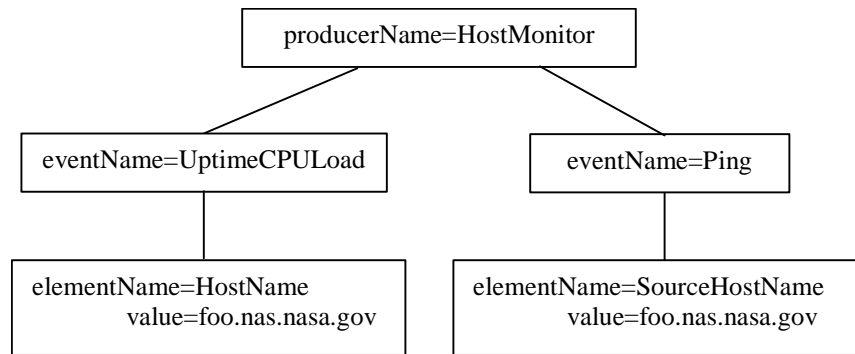 producerName=HostMonitor
eventName=UptimeCPULoad
eventName=Ping
elementName=HostName
value=foo.nas.nasa.gov
elementName=SourceHostName
value=foo.nas.nasa.gov